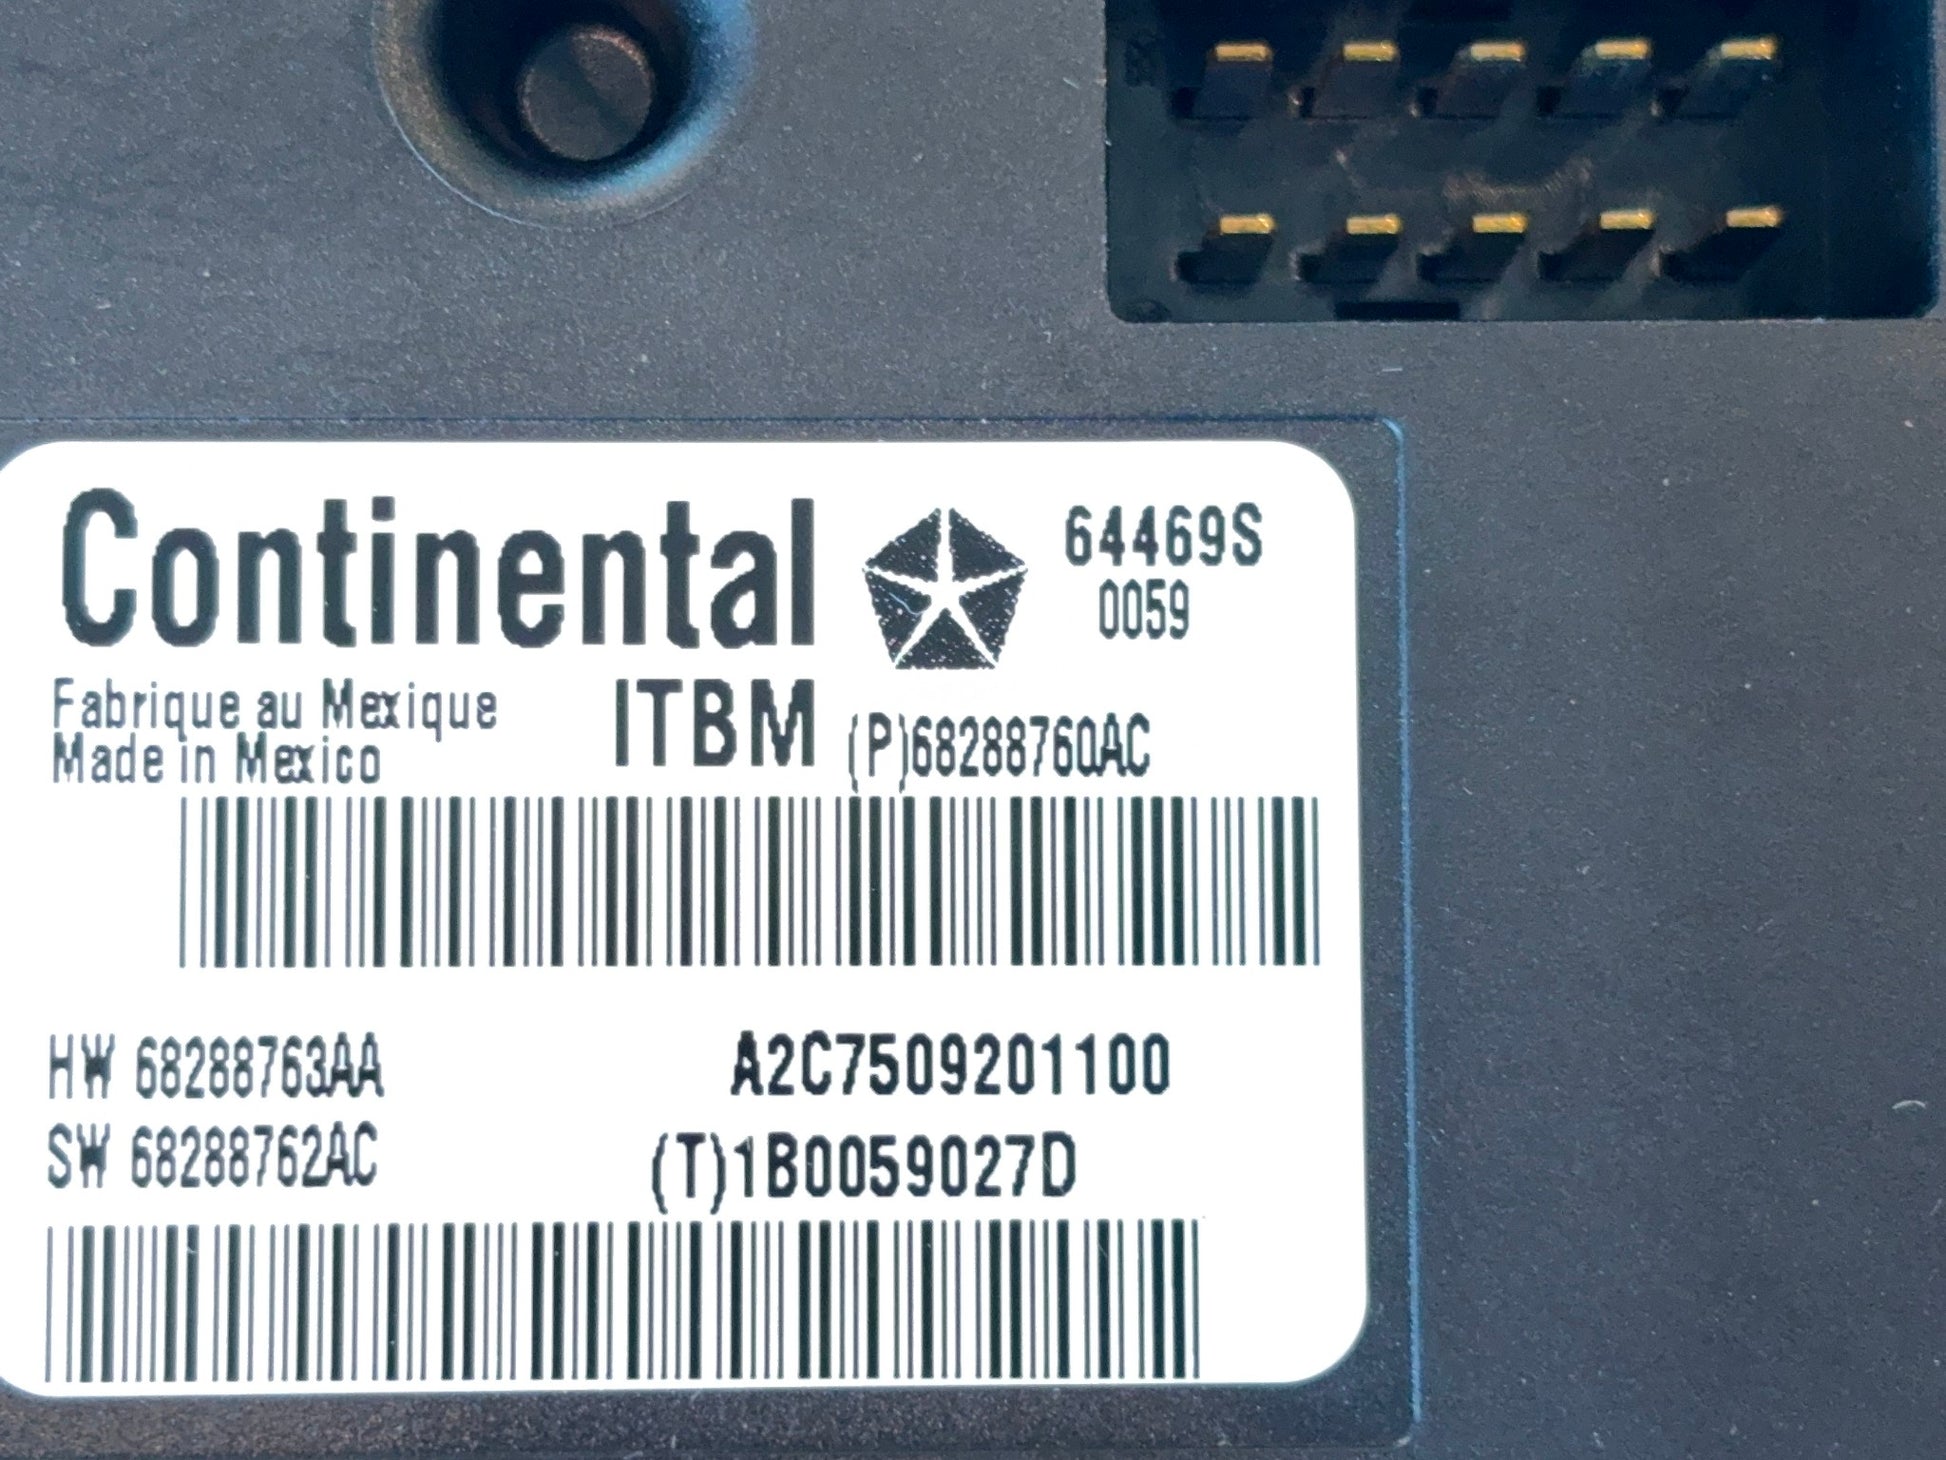 Continental
64469S
0059
Fabrique au Mexique
Made in Mexico
ITBM
(P)68288760AC
HW 68288763AA
A2C7509201100
SW 68288762AC
(T)1B0059027D